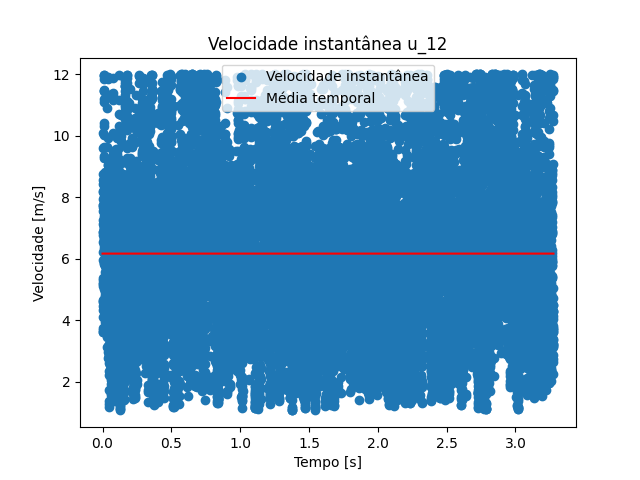 Velocidade instantânea u_12
Velocidade instantânea
Média temporal
Velocidade [m/s]
12
10
8
6
4
2
0.0 0.5 1.0 1.5 2.0 2.5 3.0
Tempo [s]